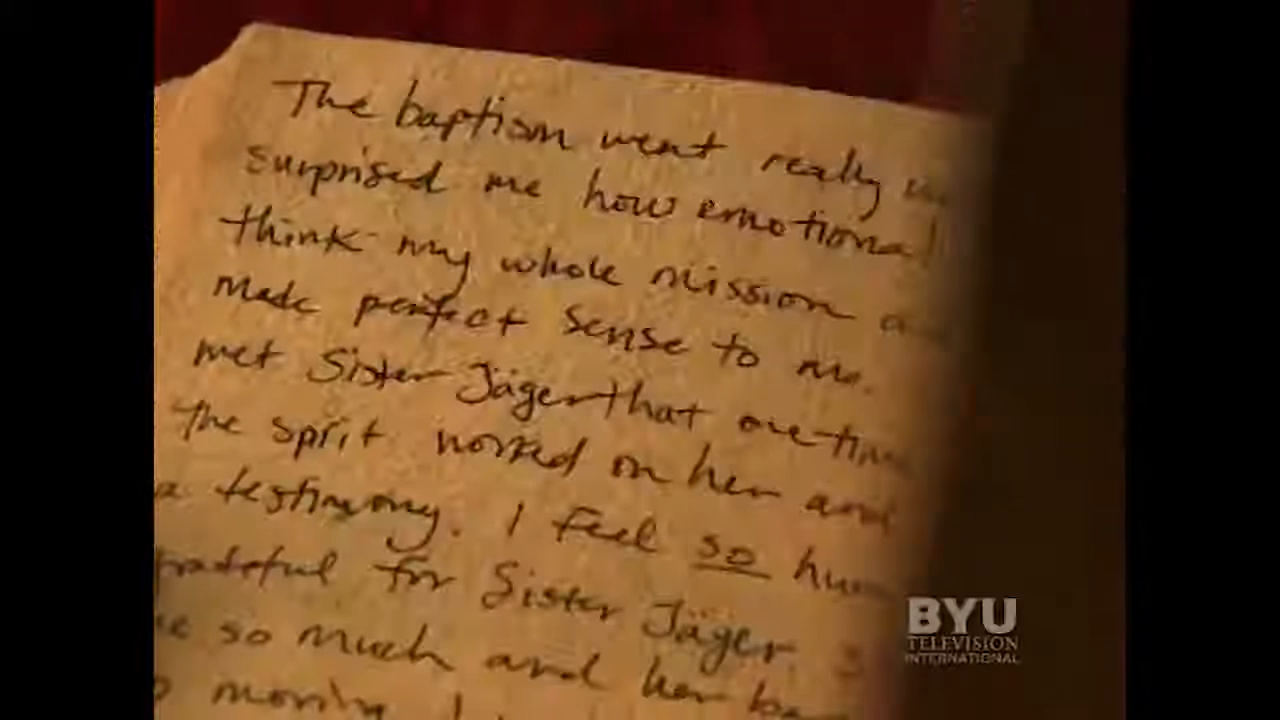 The baptism went really
surprised me how emotional
think my whole mission
made perfect sense to me.
met Sister Jäger that one time
the sprit worked on her and
a testimony. I feel so
for Sister Jäger.
so much and her
moving
BYU
TELEVISION
INTERNATIONAL